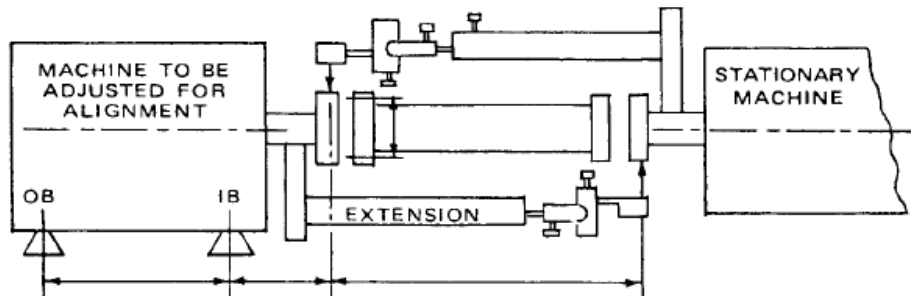 MACHINE TO BE
ADJUSTED FOR
ALIGNMENT
STATIONARY
MACHINE
OB
IB
EXTENSION